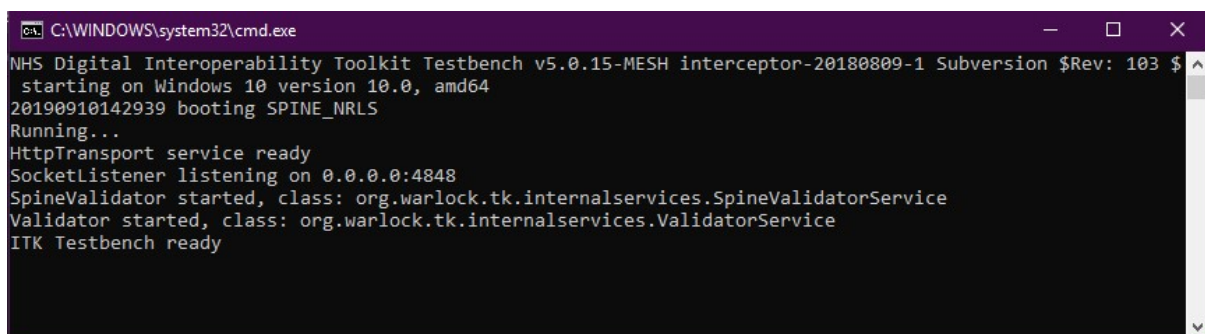 C:\WINDOWS\system32\cmd.exe
NHS Digital Interoperability Toolkit Testbench v5.0.15-MESH interceptor-20180809-1 Subversion $Rev: 103 $
 starting on Windows 10 version 10.0, amd64
20190910142939 booting SPINE_NRLS
Running...
HttpTransport service ready
SocketListener listening on 0.0.0.0:4848
SpineValidator started, class: org.warlock.tk.internalservices.SpineValidatorService
Validator started, class: org.warlock.tk.internalservices.ValidatorService
ITK Testbench ready